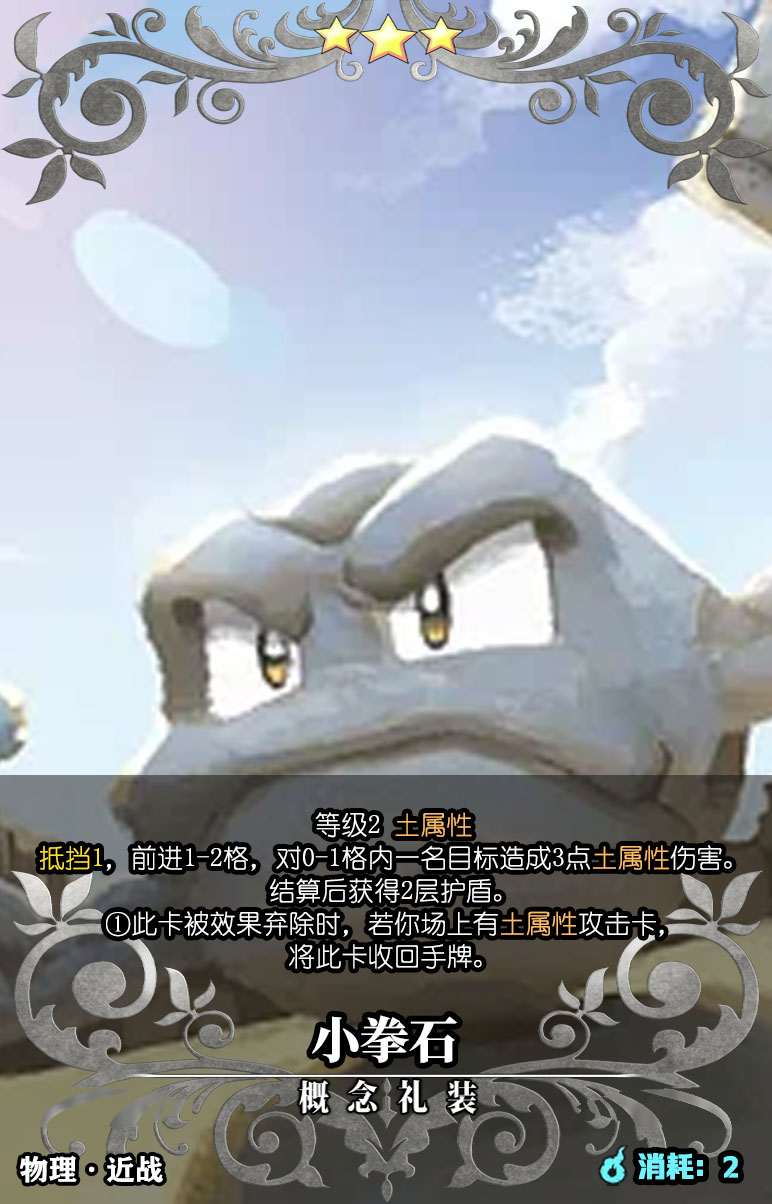 等级2 土属性
抵挡1，前进1-2格，对0-1格内一名目标造成3点土属性伤害。
结算后获得2层护盾。
①此卡被效果弃除时，若你场上有土属性攻击卡，
将此卡收回手牌。
小拳石
概念礼装
物理·近战
消耗：2